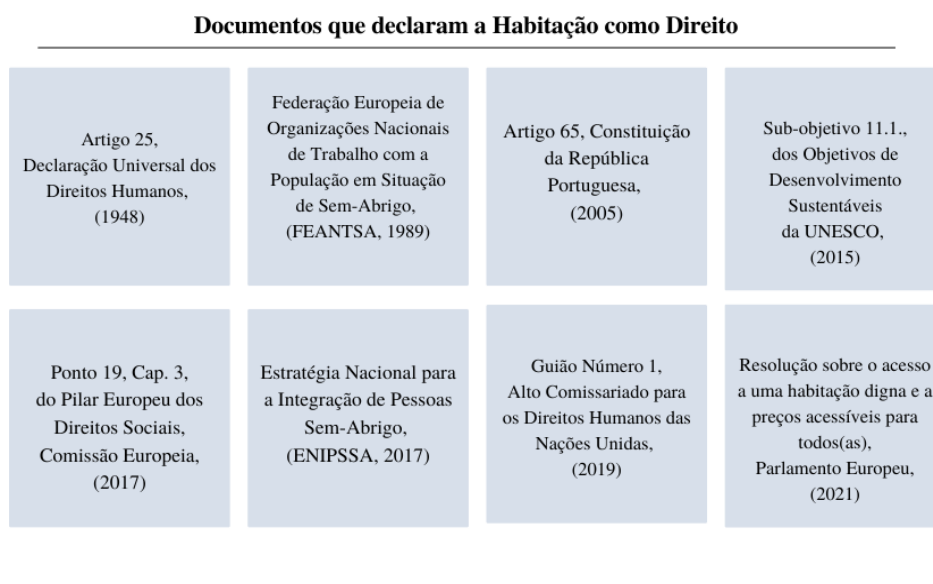 Documentos que declaram a Habitação como Direito
Artigo 25,
Declaração Universal dos
Direitos Humanos,
(1948)
Federação Europeia de
Organizações Nacionais
de Trabalho com a
População em Situação
de Sem-Abrigo,
(FEANTSA, 1989)
Artigo 65, Constituição
da República
Portuguesa,
(2005)
Sub-objetivo 11.1.,
dos Objetivos de
Desenvolvimento
Sustentáveis
da UNESCO,
(2015)
Ponto 19, Cap. 3,
do Pilar Europeu dos
Direitos Sociais,
Comissão Europeia,
(2017)
Estratégia Nacional para
a Integração de Pessoas
Sem-Abrigo,
(ENIPSSA, 2017)
Guião Número 1,
Alto Comissariado para
os Direitos Humanos das
Nações Unidas,
(2019)
Resolução sobre o acesso
a uma habitação digna e a
preços acessíveis para
todos(as),
Parlamento Europeu,
(2021)